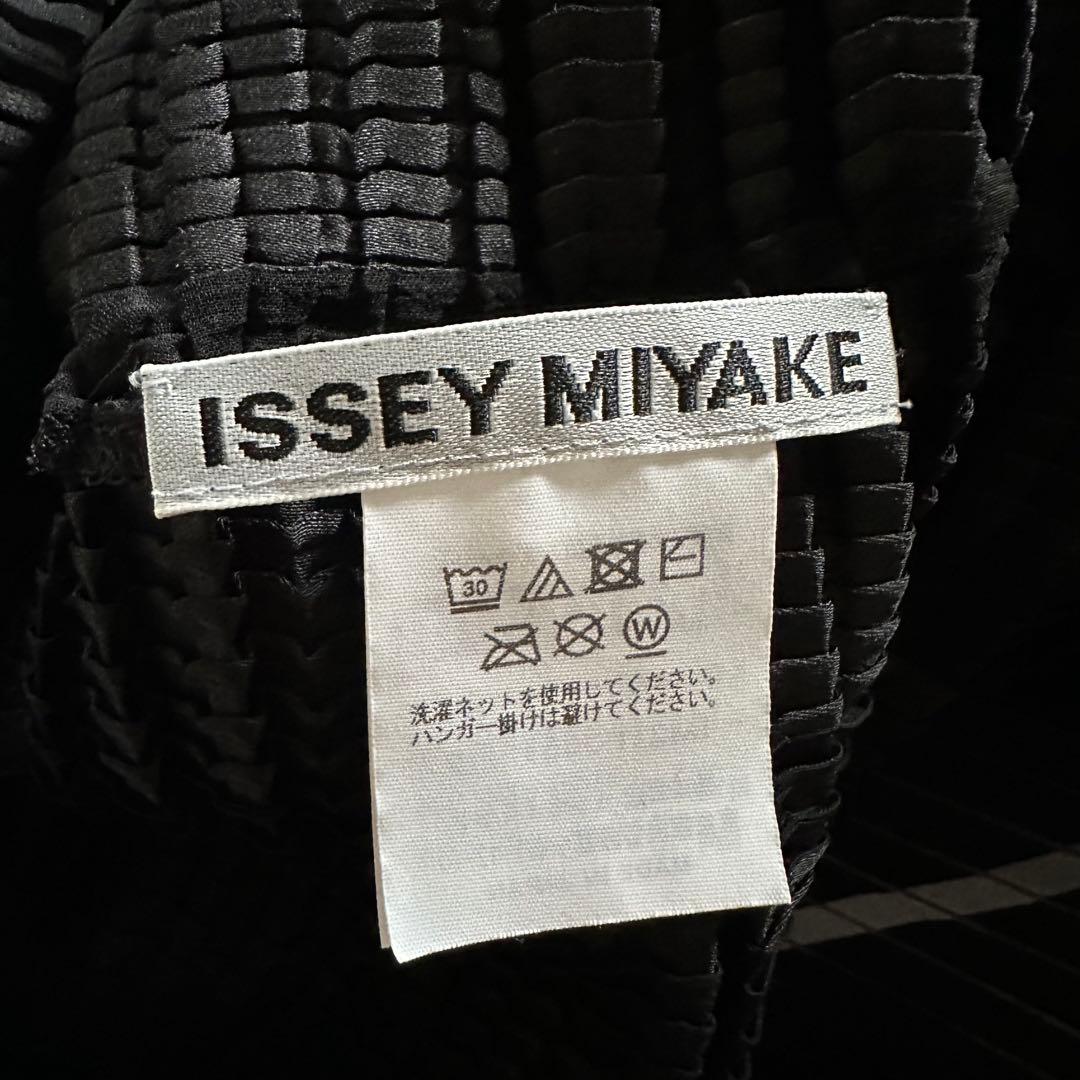 ISSEY MIYAKE
30
W
洗濯ネットを使用してください。
ハンガー掛けは避けてください。